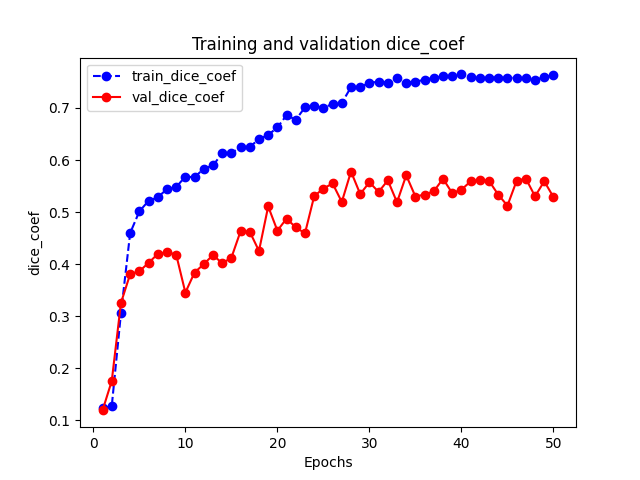 Training and validation dice_coef
train_dice_coef
val_dice_coef
dice_coef
0.7
0.6
0.5
0.4
0.3
0.2
0.1
0 10 20 30 40 50
Epochs